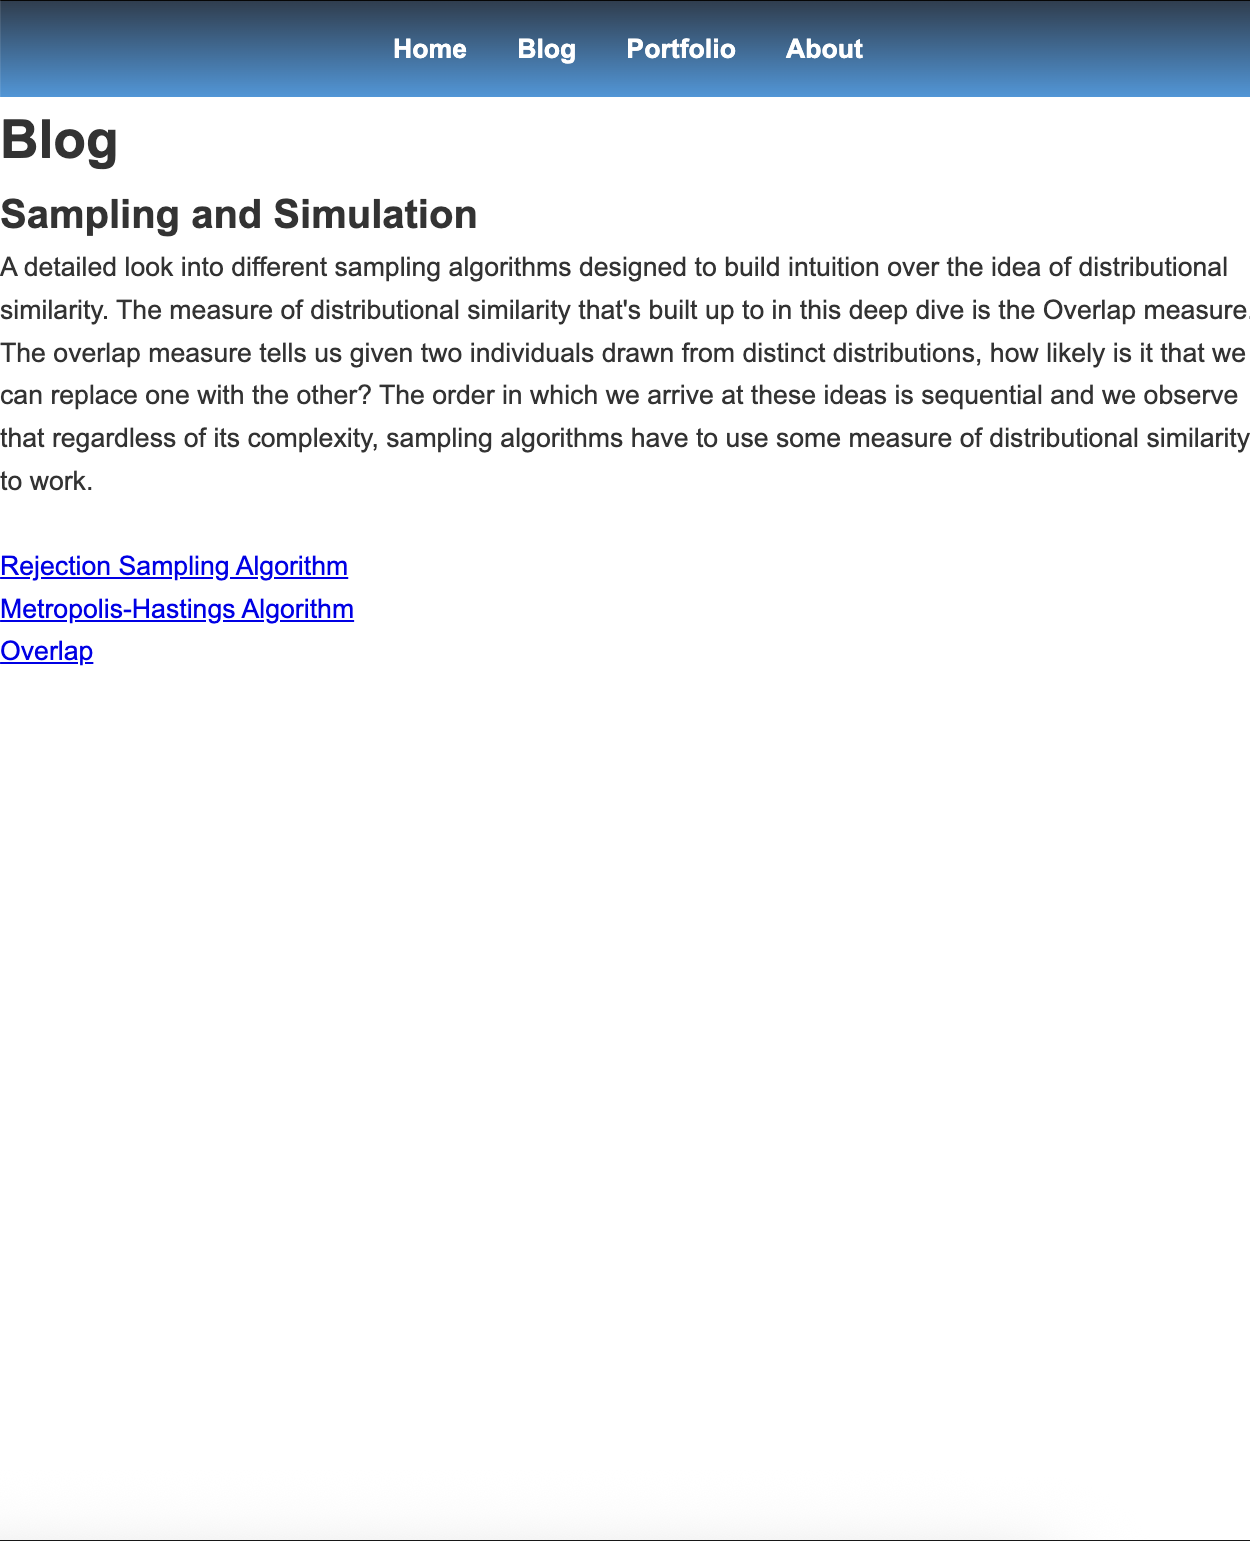 Home Blog Portfolio About
Blog
Sampling and Simulation
A detailed look into different sampling algorithms designed to build intuition over the idea of distributional
similarity. The measure of distributional similarity that's built up to in this deep dive is the Overlap measure.
The overlap measure tells us given two individuals drawn from distinct distributions, how likely is it that we
can replace one with the other? The order in which we arrive at these ideas is sequential and we observe
that regardless of its complexity, sampling algorithms have to use some measure of distributional similarity
to work.
Rejection Sampling Algorithm
Metropolis-Hastings Algorithm
Overlap